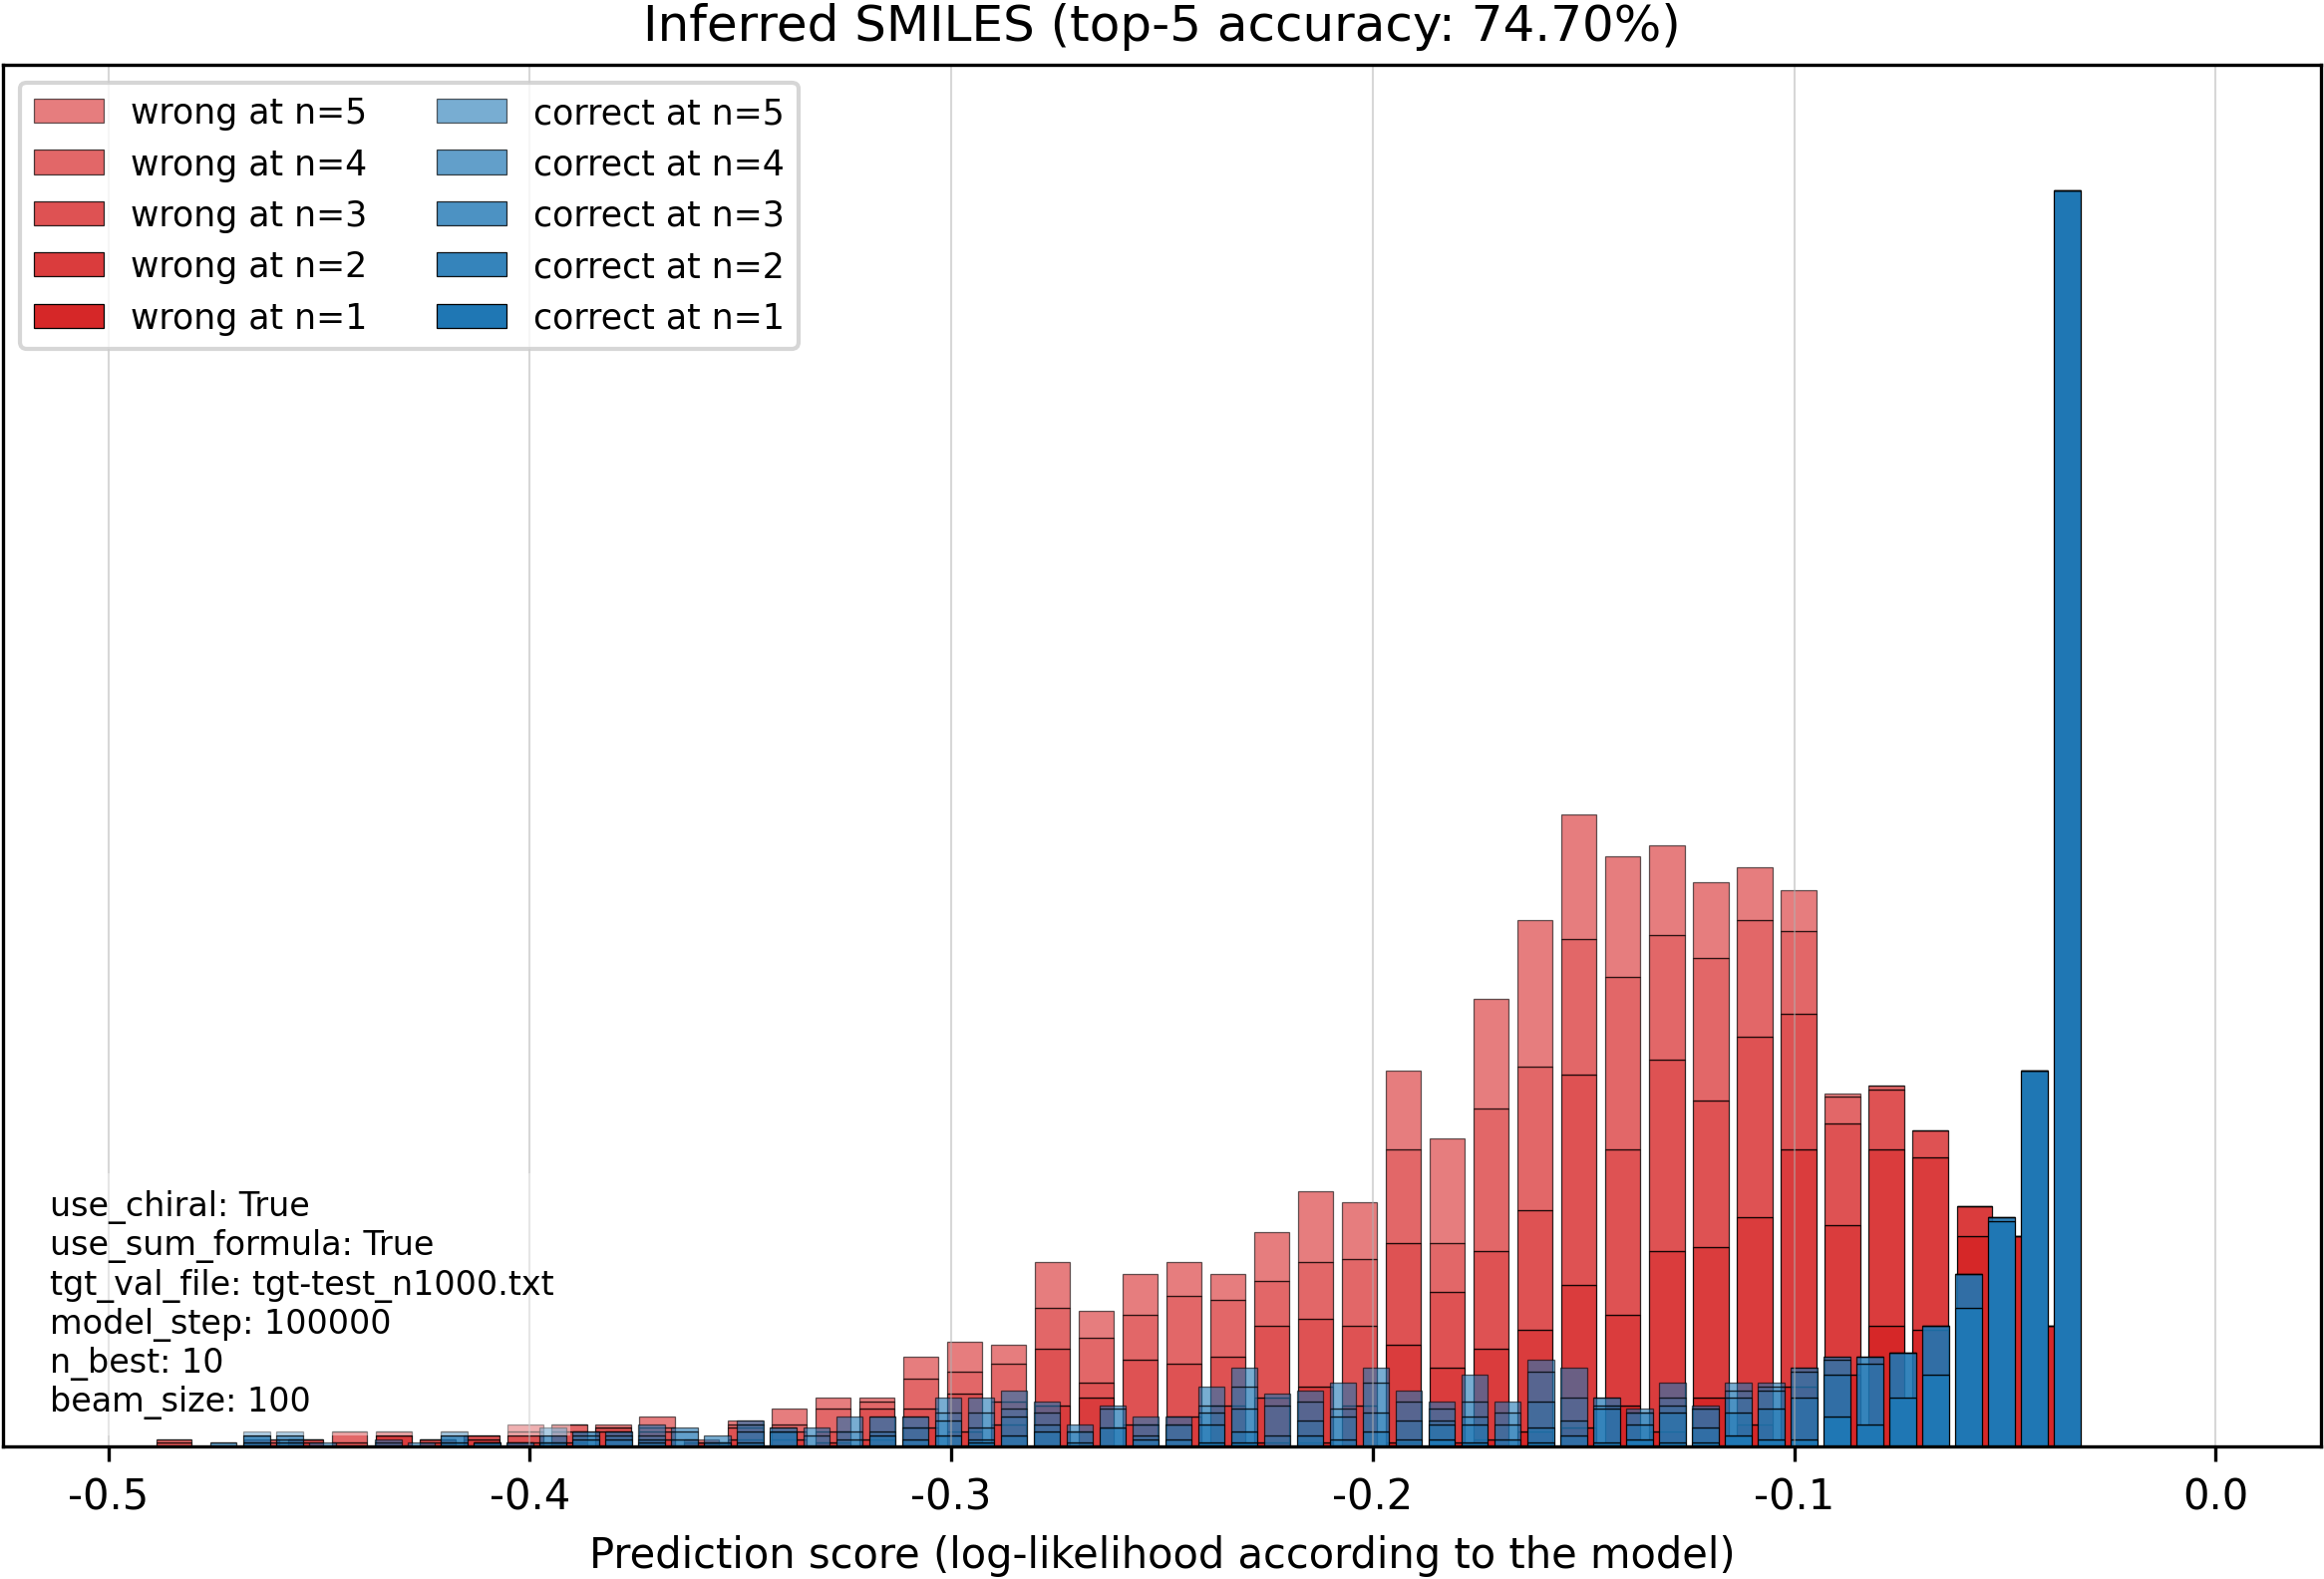 Inferred SMILES (top-5 accuracy: 74.70%)
wrong at n=5
wrong at n=4
wrong at n=3
wrong at n=2
wrong at n=1
correct at n=5
correct at n=4
correct at n=3
correct at n=2
correct at n=1
use_chiral: True
use_sum_formula: True
tgt_val_file: tgt-test_n1000.txt
model_step: 100000
n_best: 10
beam_size: 100
-0.5 -0.4 -0.3 -0.2 -0.1 0.0
Prediction score (log-likelihood according to the model)